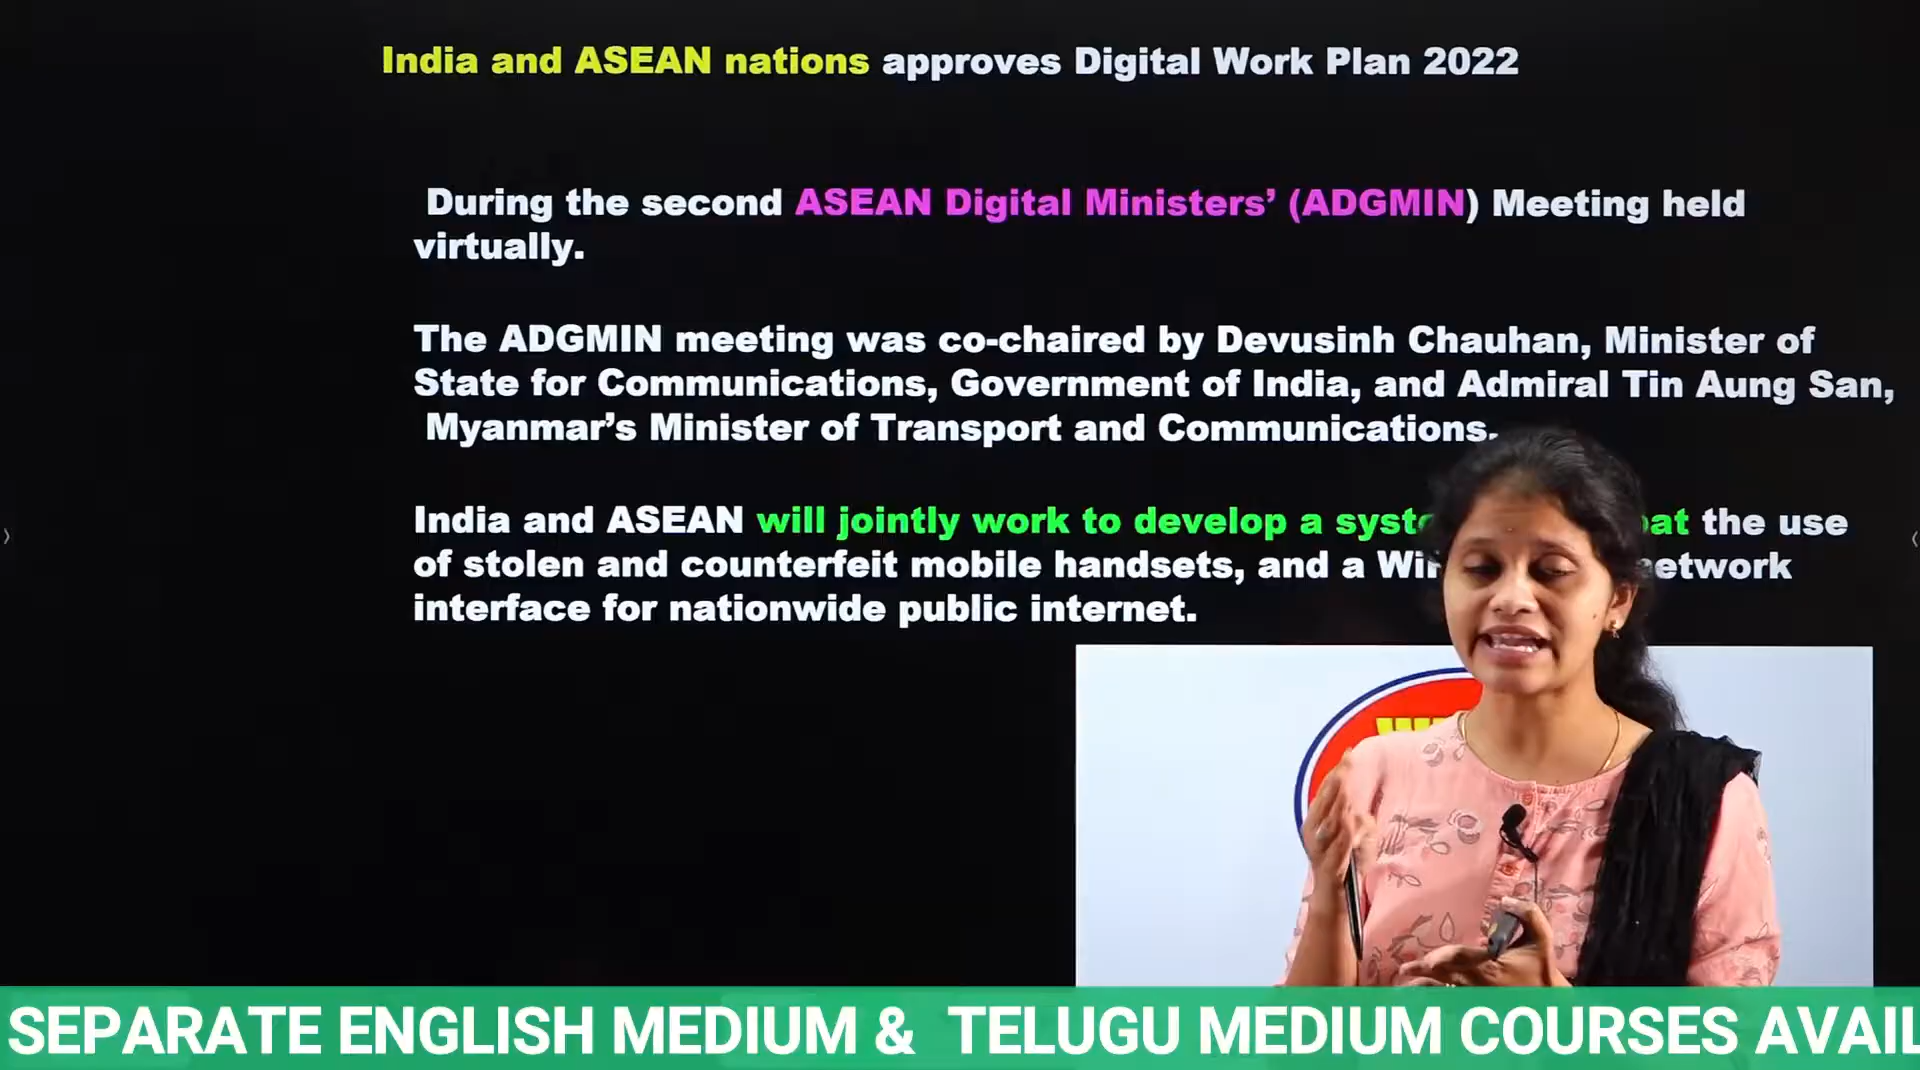 India and ASEAN nations approves Digital Work Plan 2022
During the second ASEAN Digital Ministers’ (ADGMIN) Meeting held
virtually.
The ADGMIN meeting was co-chaired by Devusinh Chauhan, Minister of
State for Communications, Government of India, and Admiral Tin Aung San,
Myanmar’s Minister of Transport and Communications.
India and ASEAN will jointly work to develop a the use
of stolen and counterfeit mobile handsets, and a
interface for nationwide public internet.
SEPARATE ENGLISH MEDIUM & TELUGU MEDIUM COURSES AVAIL